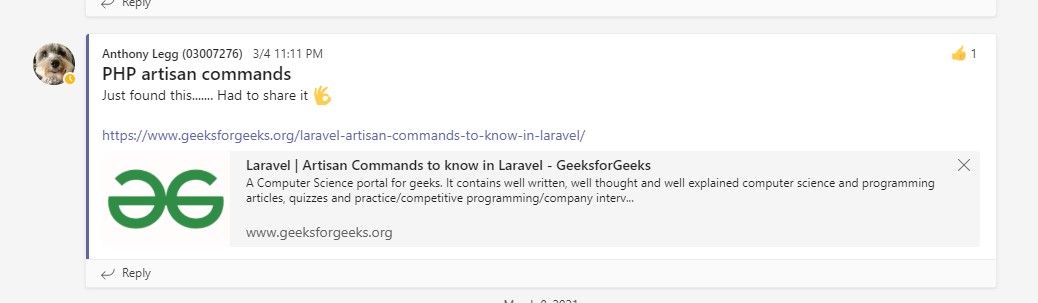 Reply
Anthony Legg (03007276) 3/4 11:11 PM
1
PHP artisan commands
Just found this....... Had to share it 👌
https://www.geeksforgeeks.org/laravel-artisan-commands-to-know-in-laravel/
Laravel | Artisan Commands to know in Laravel - GeeksforGeeks
A Computer Science portal for geeks. It contains well written, well thought and well explained computer science and programming
articles, quizzes and practice/competitive programming/company interv...
www.geeksforgeeks.org
Reply